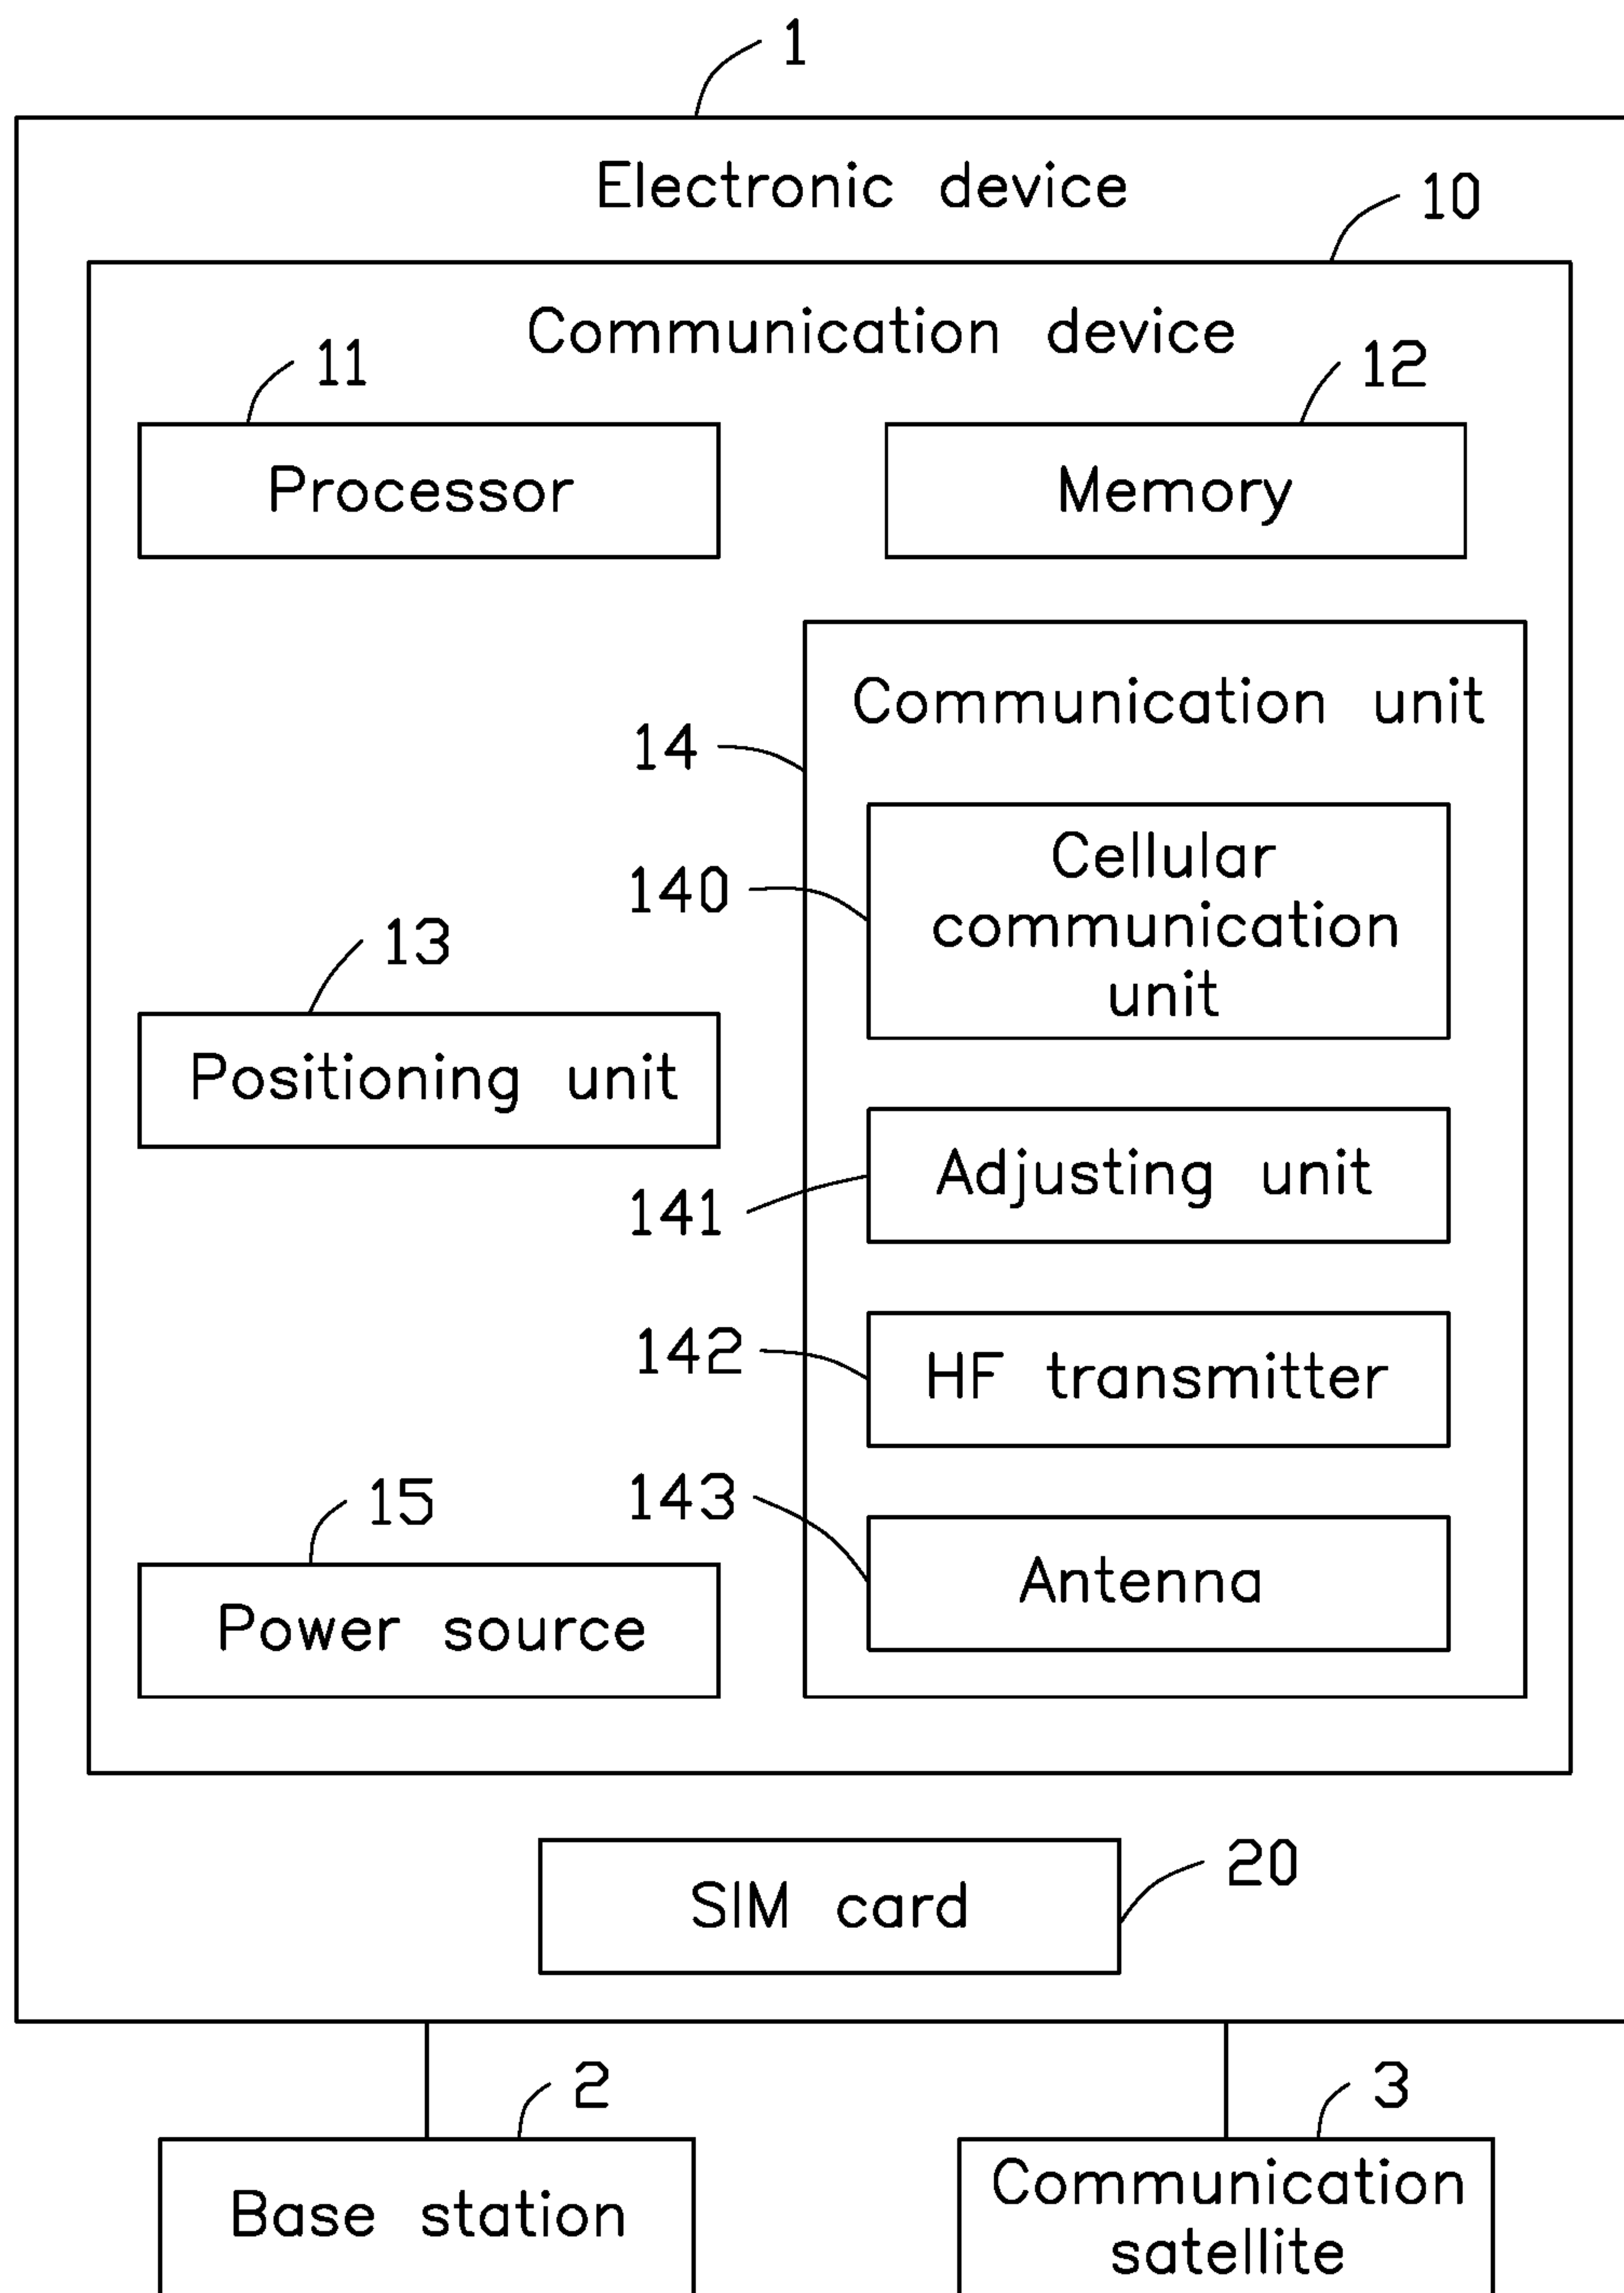 1
Electronic device
10
Communication device
11
12
Processor
Memory
Communication unit
14
Cellular
communication
unit
140
13
Positioning unit
Adjusting unit
141
142
HF transmitter
143
15
Antenna
Power source
20
SIM card
2
3
Base station
Communication
satellite